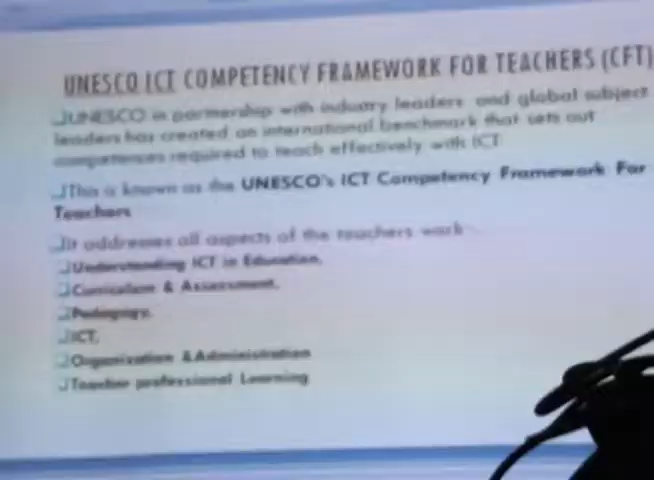 UNESCO ICT COMPETENCY FRAMEWORK FOR TEACHERS (CFT)
❑UNESCO in partnership with industry leaders and global subject
leaders has created an international benchmark that sets out
competences required to teach effectively with ICT
❑This is known as the UNESCO's ICT Competency Framework For
Teachers
❑It addresses all aspects of the teachers work
❑Understanding ICT in Education.
❑Curriculum & Assessment.
❑Pedagogy.
❑ICT.
❑Organization &Administration
❑Teacher professional Learning